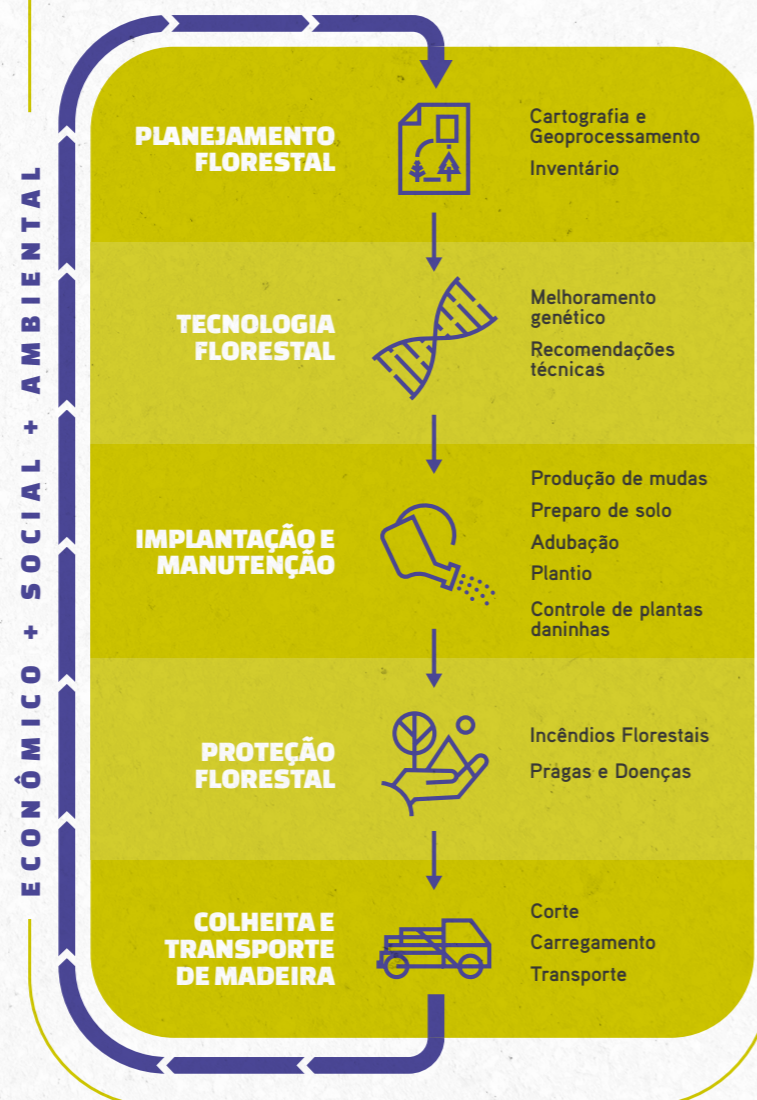 ECONÔMICO + SOCIAL + AMBIENTAL
PLANEJAMENTO
FLORESTAL
Cartografia e
Geoprocessamento
Inventário
TECNOLOGIA
FLORESTAL
Melhoramento
genético
Recomendações
técnicas
IMPLANTAÇÃO E
MANUTENÇÃO
Produção de mudas
Preparo de solo
Adubação
Plantio
Controle de plantas
daninhas
PROTEÇÃO
FLORESTAL
Incêndios Florestais
Pragas e Doenças
COLHEITA E
TRANSPORTE
DE MADEIRA
Corte
Carregamento
Transporte